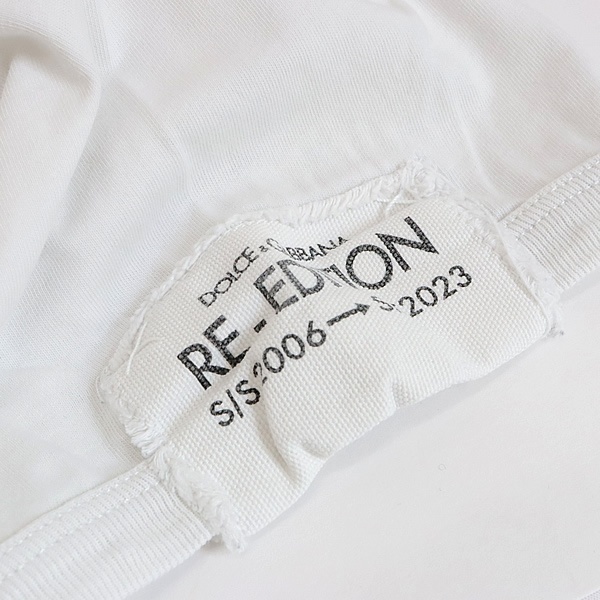 DOLCE & GABBANA
RE-EDITION
S/S 2006 → S/S 2023